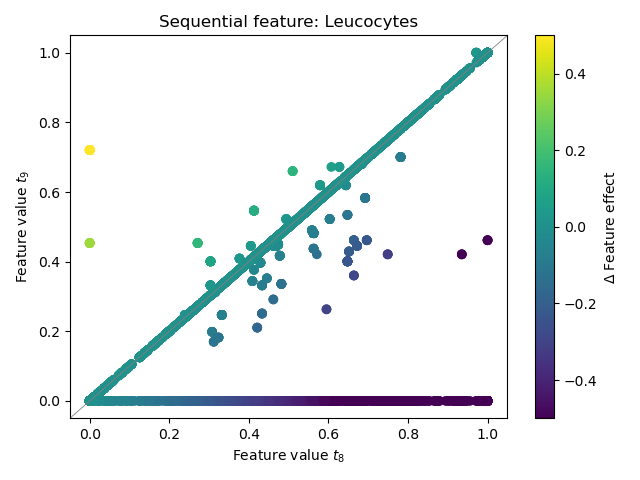 Sequential feature: Leucocytes
1.0
0.8
0.6
0.4
0.2
0.0
Feature value t₉
0.0 0.2 0.4 0.6 0.8 1.0
Feature value t₈
0.4
0.2
0.0
−0.2
−0.4
Δ Feature effect